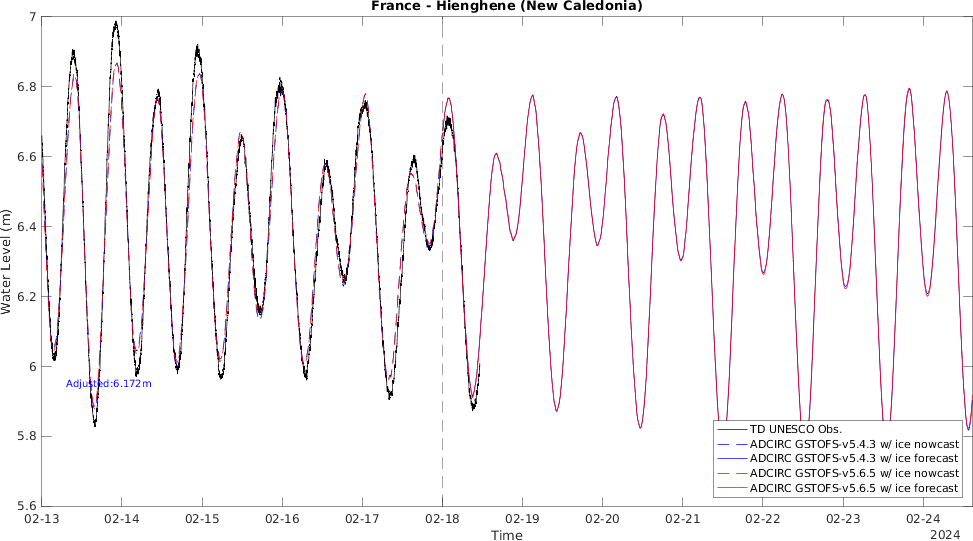 France - Hienghene (New Caledonia)
7
6.8
6.6
6.4
6.2
6
5.8
5.6
Water Level (m)
Adjusted:6.172m
TD UNESCO Obs.
ADCIRC GSTOFS-v5.4.3 w/ ice nowcast
ADCIRC GSTOFS-v5.4.3 w/ ice forecast
ADCIRC GSTOFS-v5.6.5 w/ ice nowcast
ADCIRC GSTOFS-v5.6.5 w/ ice forecast
02-13 02-14 02-15 02-16 02-17 02-18 02-19 02-20 02-21 02-22 02-23 02-24
Time
2024